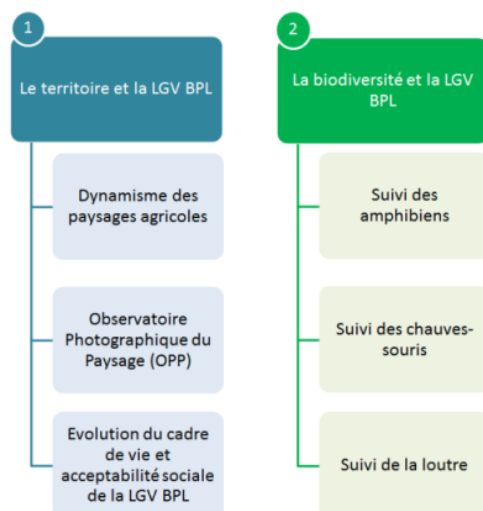 1
Le territoire et la LGV BPL
Dynamisme des
paysages agricoles
Observatoire
Photographique du
Paysage (OPP)
Evolution du cadre
de vie et
acceptabilité sociale
de la LGV BPL
2
La biodiversité et la LGV
BPL
Suivi des
amphibiens
Suivi des chauves-
souris
Suivi de la loutre